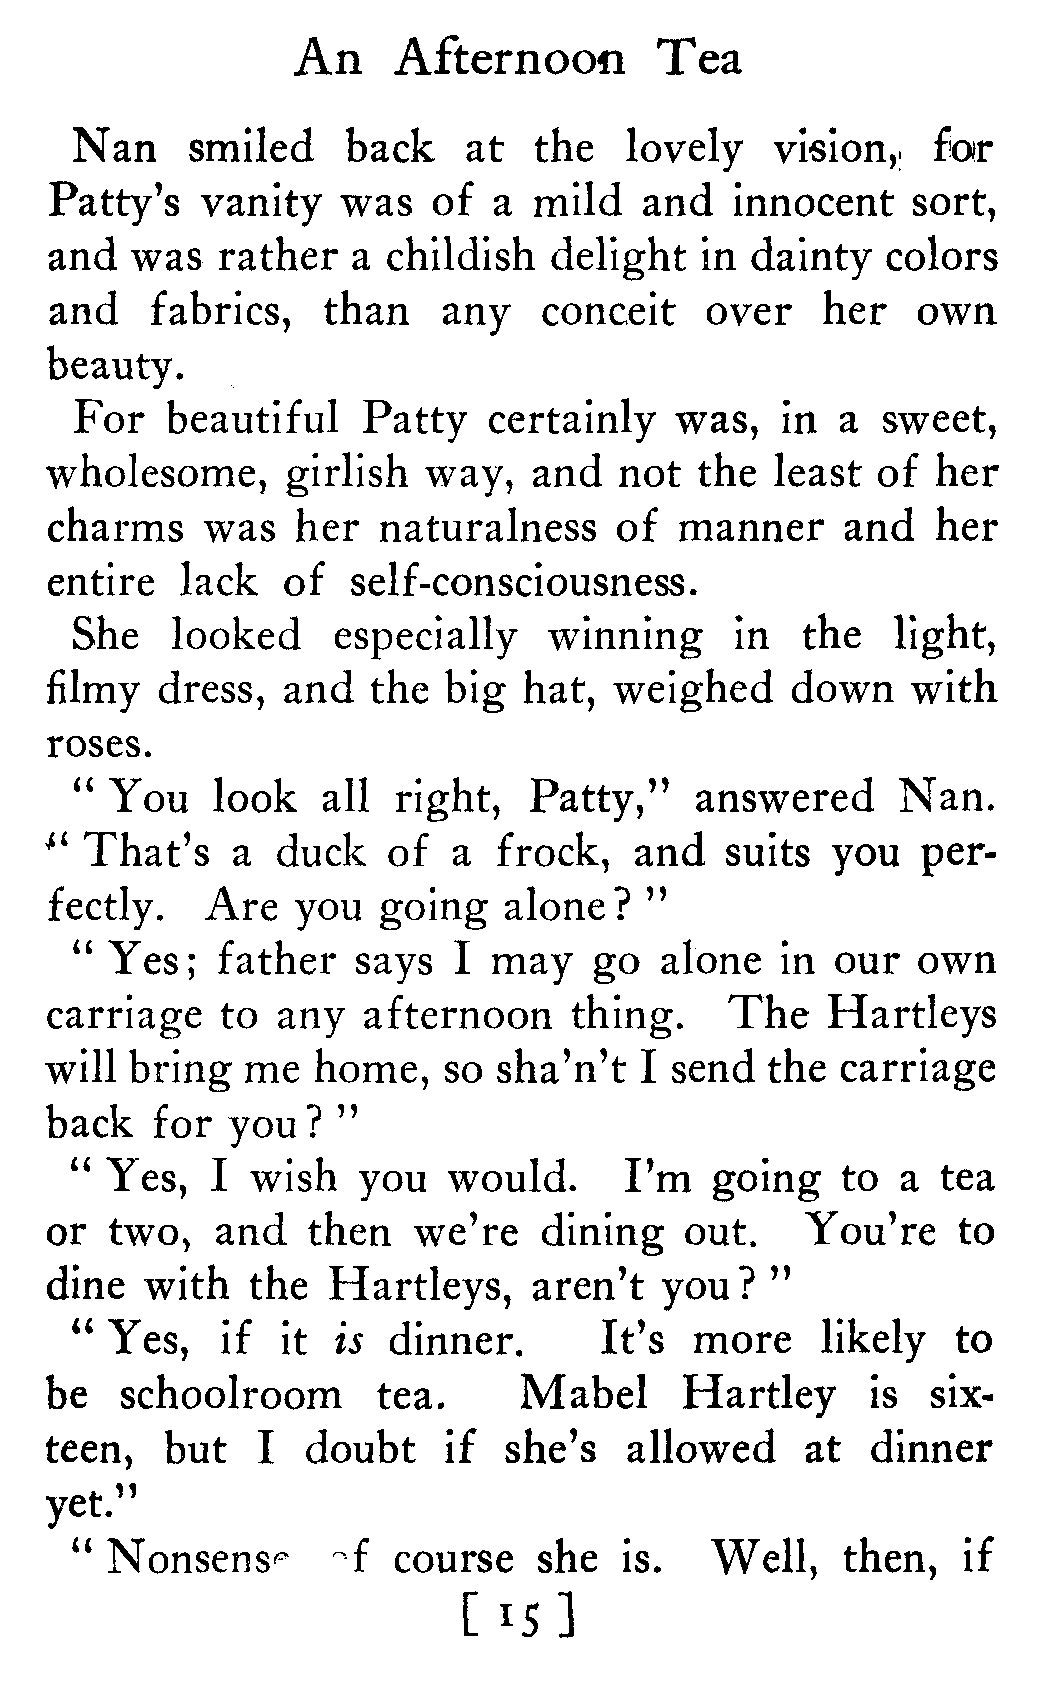 An Afternoon Tea
Nan smiled back at the lovely vision, for
Patty's vanity was of a mild and innocent sort,
and was rather a childish delight in dainty colors
and fabrics, than any conceit over her own
beauty.
For beautiful Patty certainly was, in a sweet,
wholesome, girlish way, and not the least of her
charms was her naturalness of manner and her
entire lack of self-consciousness.
She looked especially winning in the light,
filmy dress, and the big hat, weighed down with
roses.
" You look all right, Patty," answered Nan.
" That's a duck of a frock, and suits you per-
fectly. Are you going alone? "
" Yes; father says I may go alone in our own
carriage to any afternoon thing. The Hartleys
will bring me home, so sha'n't I send the carriage
back for you? "
" Yes, I wish you would. I'm going to a tea
or two, and then we're dining out. You're to
dine with the Hartleys, aren't you? "
" Yes, if it is dinner. It's more likely to
be schoolroom tea. Mabel Hartley is six-
teen, but I doubt if she's allowed at dinner
yet."
" Nonsense of course she is. Well, then, if
[ 15 ]